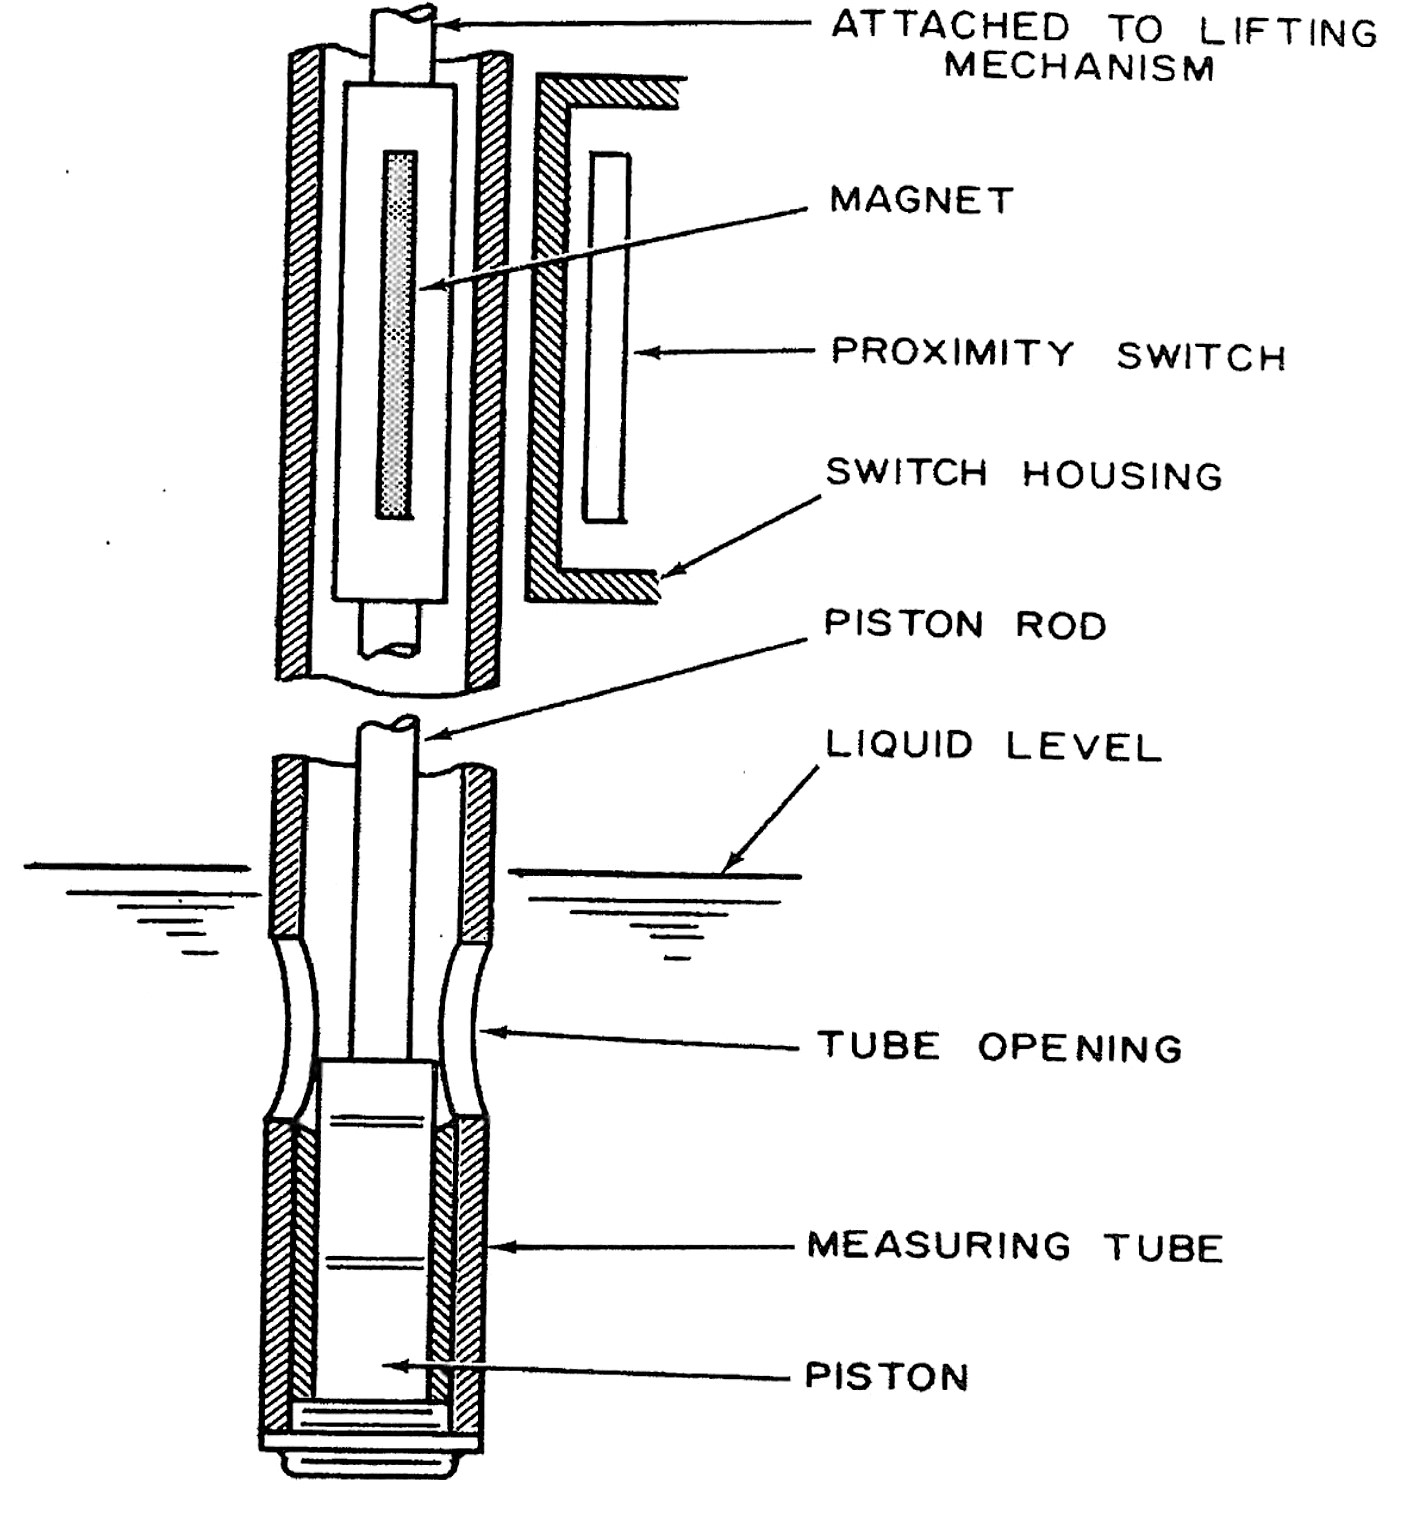 ATTACHED TO LIFTING
MECHANISM
MAGNET
PROXIMITY SWITCH
SWITCH HOUSING
PISTON ROD
LIQUID LEVEL
TUBE OPENING
MEASURING TUBE
PISTON